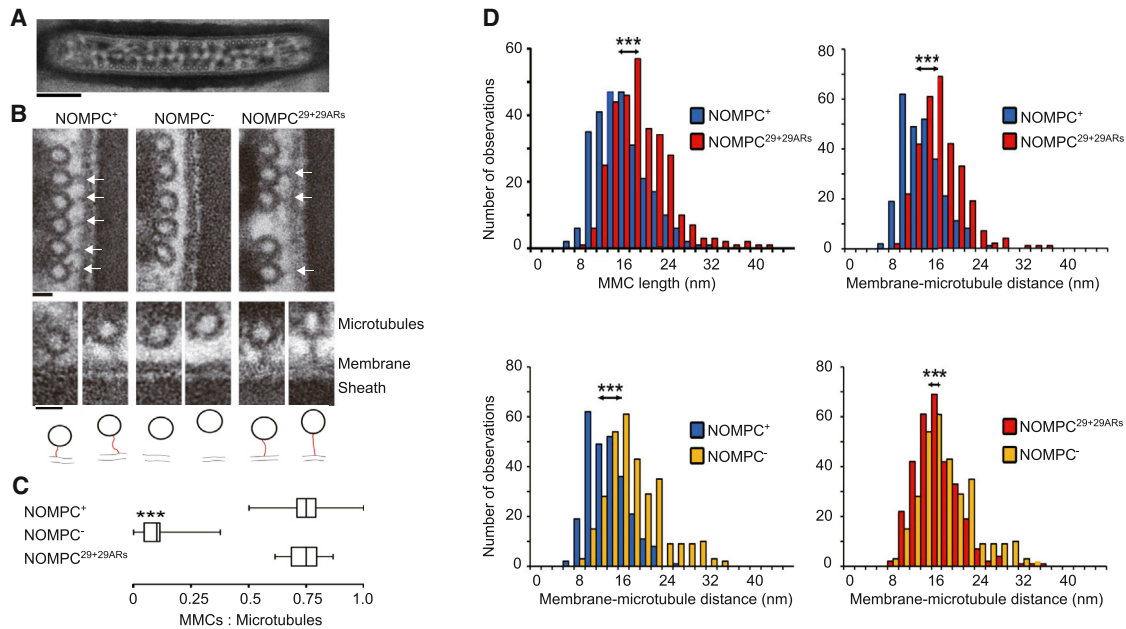 A
B
NOMPC+ NOMPC- NOMPC29+29ARs
Microtubules
Membrane
Sheath
C
NOMPC+
***
NOMPC-
NOMPC29+29ARs
0 0.25 0.5 0.75 1.0
MMCs : Microtubules
D
***
60
40
20
0
Number of observations
NOMPC+
NOMPC29+29ARs
0 8 16 24 32 40
MMC length (nm)
***
80
60
40
20
0
NOMPC+
NOMPC29+29ARs
0 8 16 24 32 40
Membrane-microtubule distance (nm)
***
80
60
40
20
0
Number of observations
NOMPC+
NOMPC-
0 8 16 24 32 40
Membrane-microtubule distance (nm)
***
80
60
40
20
0
NOMPC29+29ARs
NOMPC-
0 8 16 24 32 40
Membrane-microtubule distance (nm)